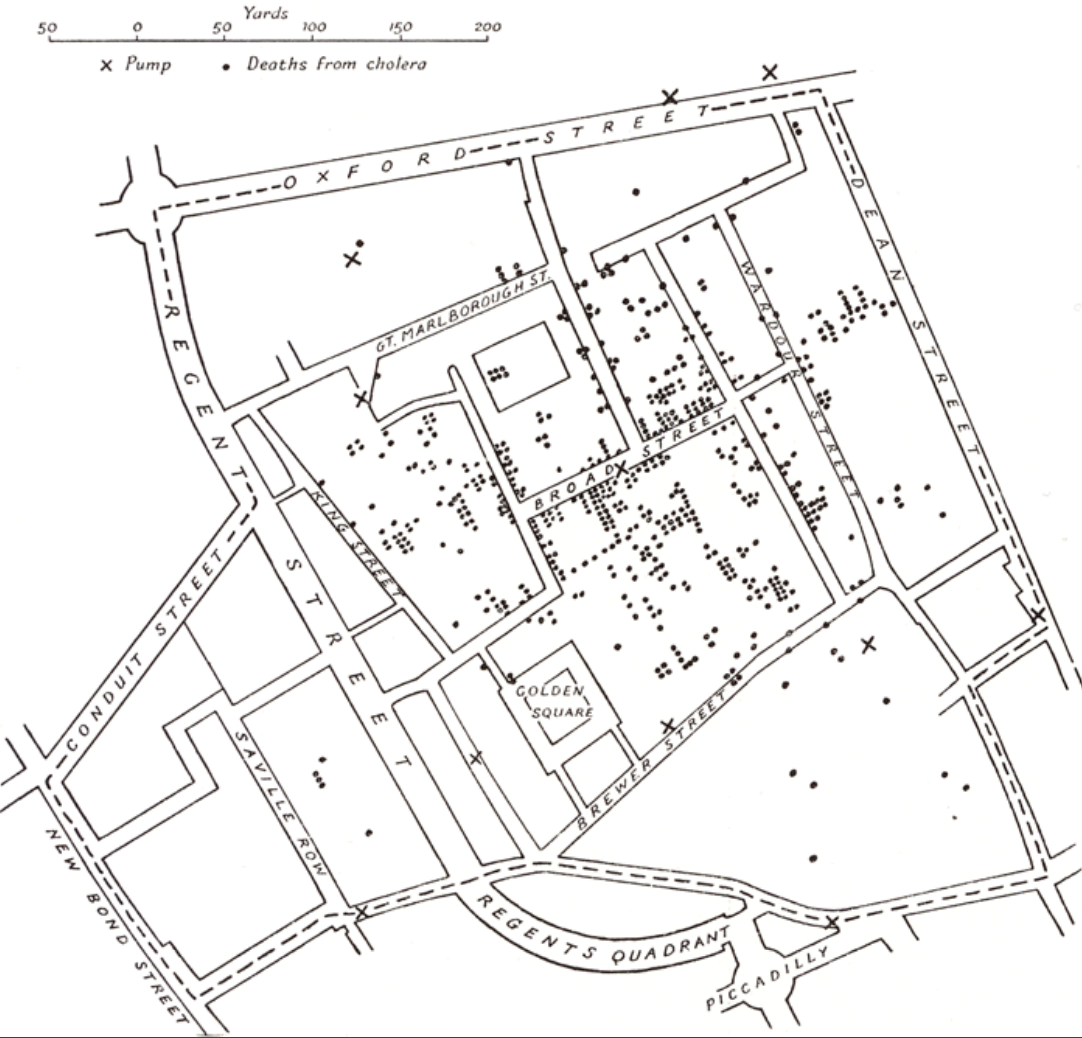 Yards
50 0 50 100 150 200
× Pump • Deaths from cholera
OXFORD STREET
DEAN STREET
REGENT STREET
WARDOUR STREET
GT. MARLBOROUGH ST.
BROAD STREET
KING STREET
CONDUIT STREET
GOLDEN
SQUARE
BREWER STREET
SAVILLE ROW
NEW BOND STREET
REGENTS QUADRANT
PICCADILLY